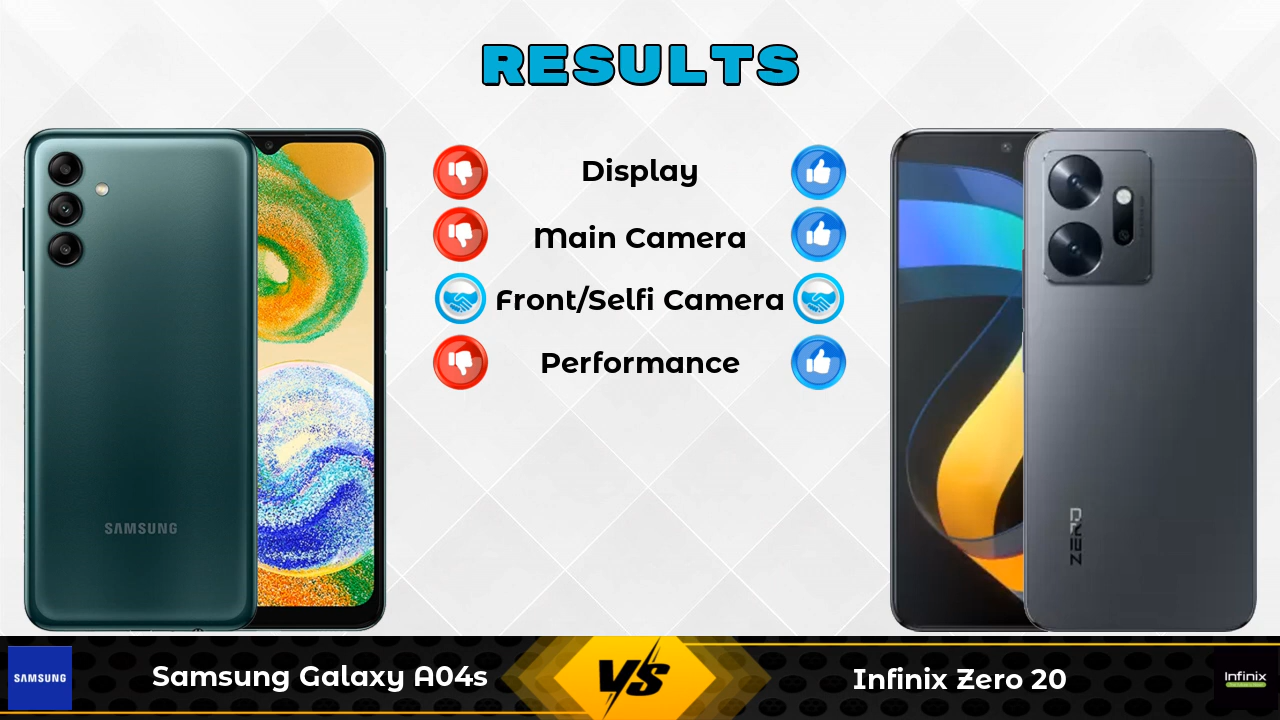 RESULTS
Display
Main Camera
Front/Selfi Camera
Performance
SAMSUNG
ZERO
SAMSUNG
Samsung Galaxy A04s
VS
Infinix Zero 20
Infinix